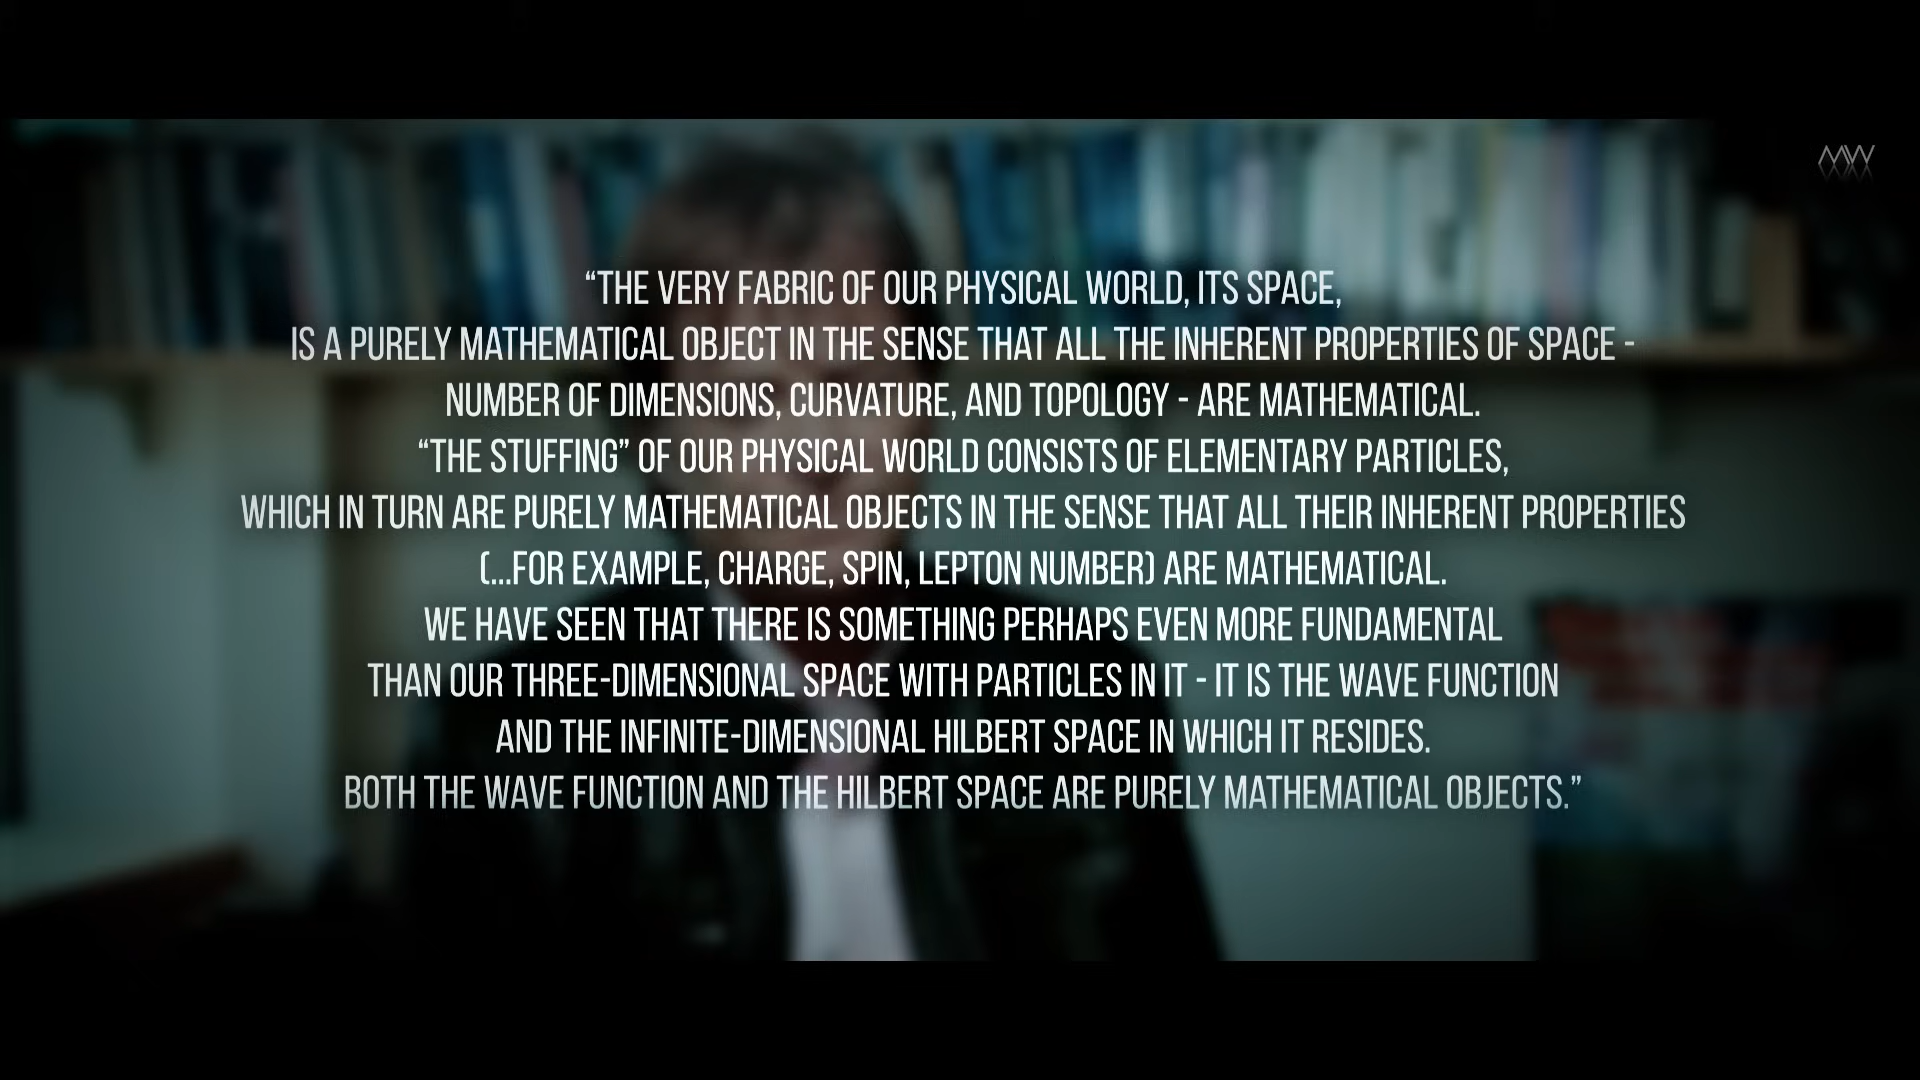 MW
“THE VERY FABRIC OF OUR PHYSICAL WORLD, ITS SPACE,
IS A PURELY MATHEMATICAL OBJECT IN THE SENSE THAT ALL THE INHERENT PROPERTIES OF SPACE -
NUMBER OF DIMENSIONS, CURVATURE, AND TOPOLOGY - ARE MATHEMATICAL.
“THE STUFFING” OF OUR PHYSICAL WORLD CONSISTS OF ELEMENTARY PARTICLES,
WHICH IN TURN ARE PURELY MATHEMATICAL OBJECTS IN THE SENSE THAT ALL THEIR INHERENT PROPERTIES
(...FOR EXAMPLE, CHARGE, SPIN, LEPTON NUMBER) ARE MATHEMATICAL.
WE HAVE SEEN THAT THERE IS SOMETHING PERHAPS EVEN MORE FUNDAMENTAL
THAN OUR THREE-DIMENSIONAL SPACE WITH PARTICLES IN IT - IT IS THE WAVE FUNCTION
AND THE INFINITE-DIMENSIONAL HILBERT SPACE IN WHICH IT RESIDES.
BOTH THE WAVE FUNCTION AND THE HILBERT SPACE ARE PURELY MATHEMATICAL OBJECTS.”